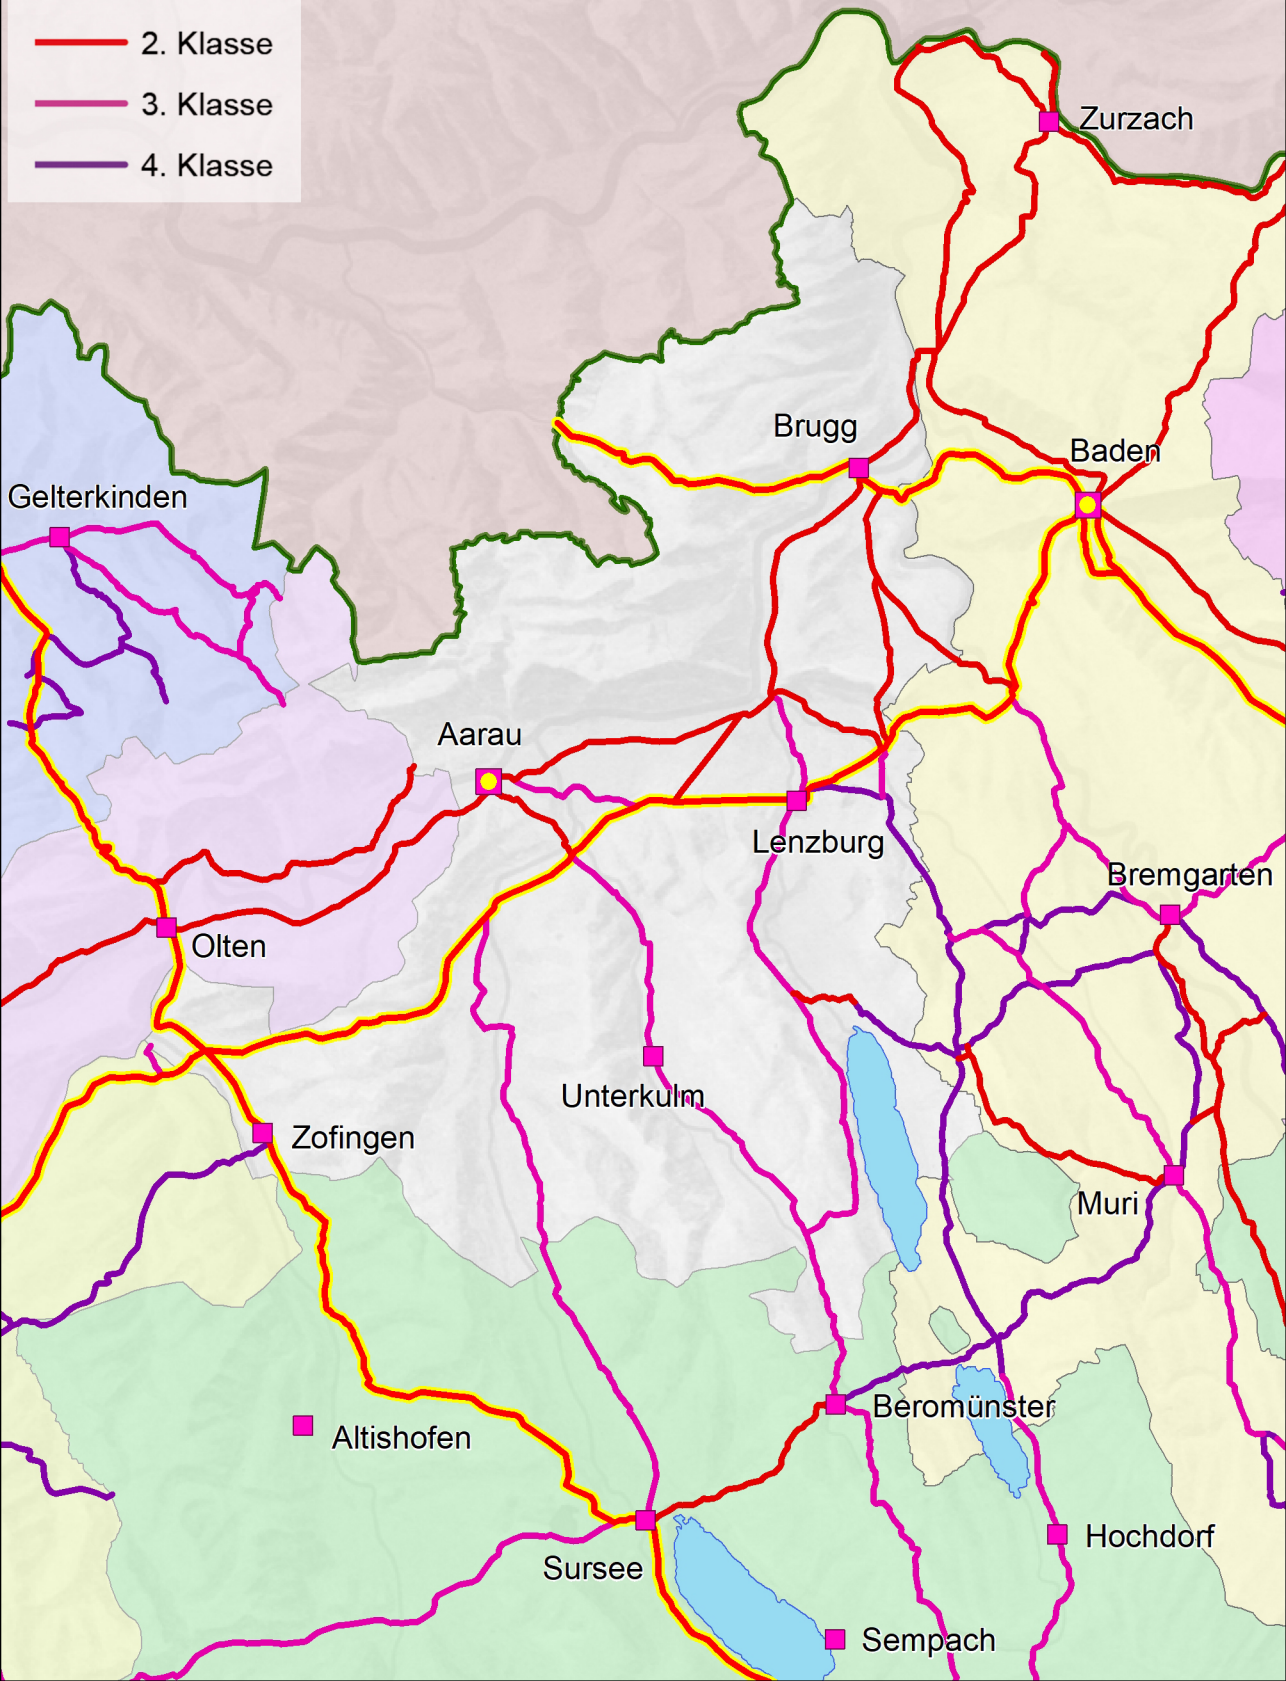 2. Klasse
3. Klasse
4. Klasse
Zurzach
Brugg
Baden
Gelterkinden
Aarau
Lenzburg
Bremgarten
Olten
Unterkulm
Zofingen
Muri
Beromünster
Altishofen
Hochdorf
Sursee
Sempach